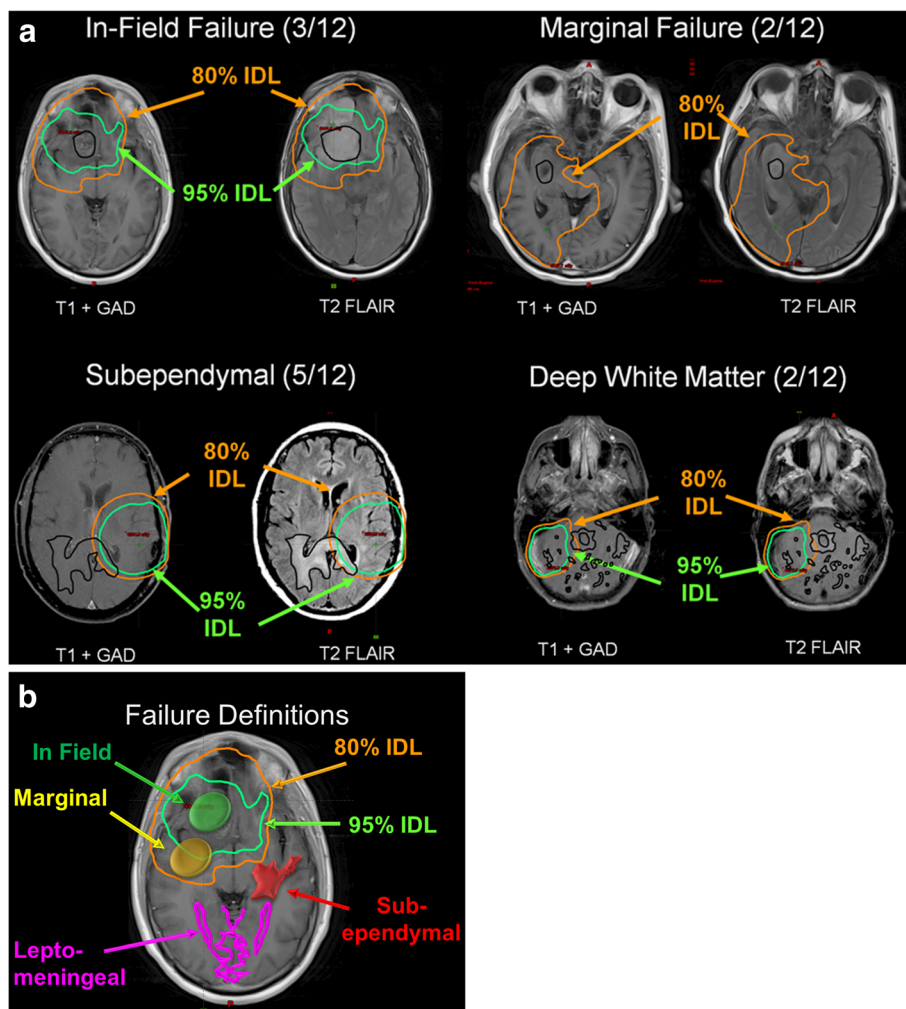 a
In-Field Failure (3/12)
Marginal Failure (2/12)
80% IDL
95% IDL
80%
IDL
A
A
T1 + GAD
T2 FLAIR
T1 + GAD
T2 FLAIR
Subependymal (5/12)
Deep White Matter (2/12)
80%
IDL
95%
IDL
80%
IDL
95%
IDL
A
T1 + GAD
T2 FLAIR
T1 + GAD
T2 FLAIR
b
Failure Definitions
In Field
80% IDL
Marginal
95% IDL
Sub-
ependymal
Lepto-
meningeal